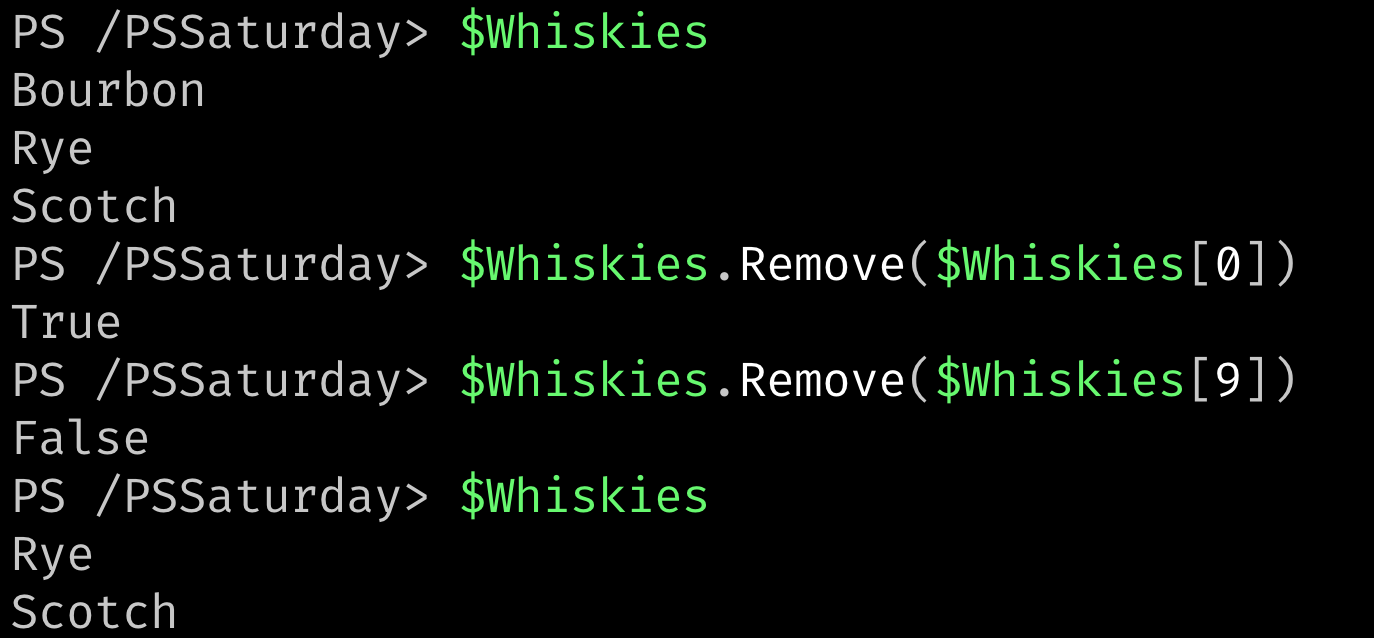 PS /PSSaturday> $Whiskies
Bourbon
Rye
Scotch
PS /PSSaturday> $Whiskies.Remove($Whiskies[0])
True
PS /PSSaturday> $Whiskies.Remove($Whiskies[9])
False
PS /PSSaturday> $Whiskies
Rye
Scotch